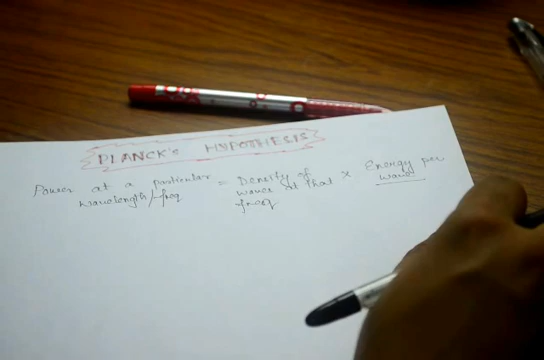 PLANCK's HYPOTHESIS
Power at a particular = Density of × Energy per
wavelength/freq waves at that wave
freq